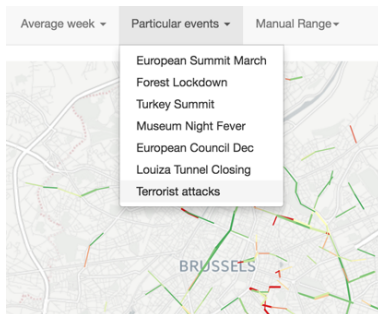 Average week Particular events Manual Range
European Summit March
Forest Lockdown
Turkey Summit
Museum Night Fever
European Council Dec
Louiza Tunnel Closing
Terrorist attacks
BRUSSELS